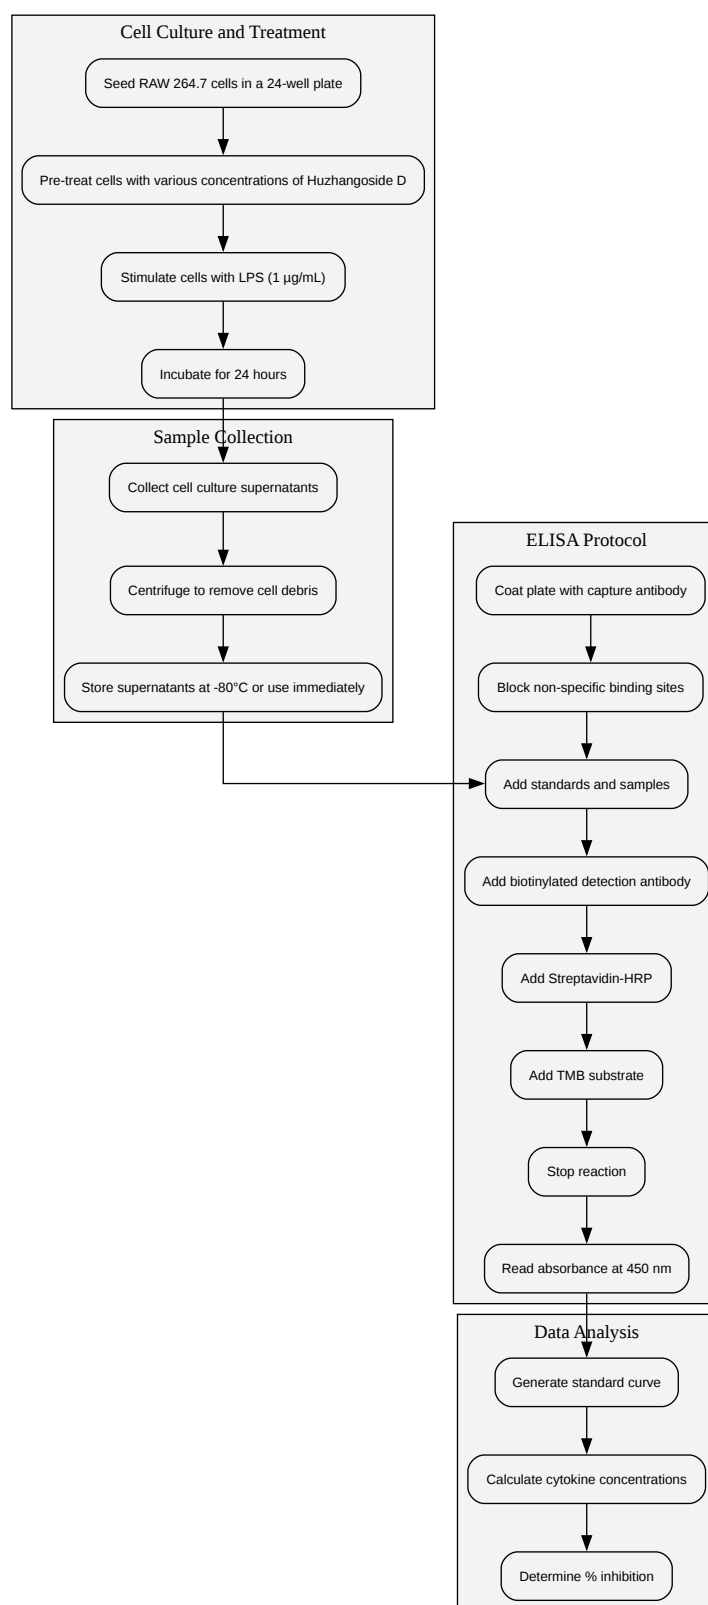 Cell Culture and Treatment
Seed RAW 264.7 cells in a 24-well plate
Pre-treat cells with various concentrations of Huzhangoside D
Stimulate cells with LPS (1 µg/mL)
Incubate for 24 hours
Sample Collection
Collect cell culture supernatants
Centrifuge to remove cell debris
Store supernatants at -80°C or use immediately
ELISA Protocol
Coat plate with capture antibody
Block non-specific binding sites
Add standards and samples
Add biotinylated detection antibody
Add Streptavidin-HRP
Add TMB substrate
Stop reaction
Read absorbance at 450 nm
Data Analysis
Generate standard curve
Calculate cytokine concentrations
Determine % inhibition